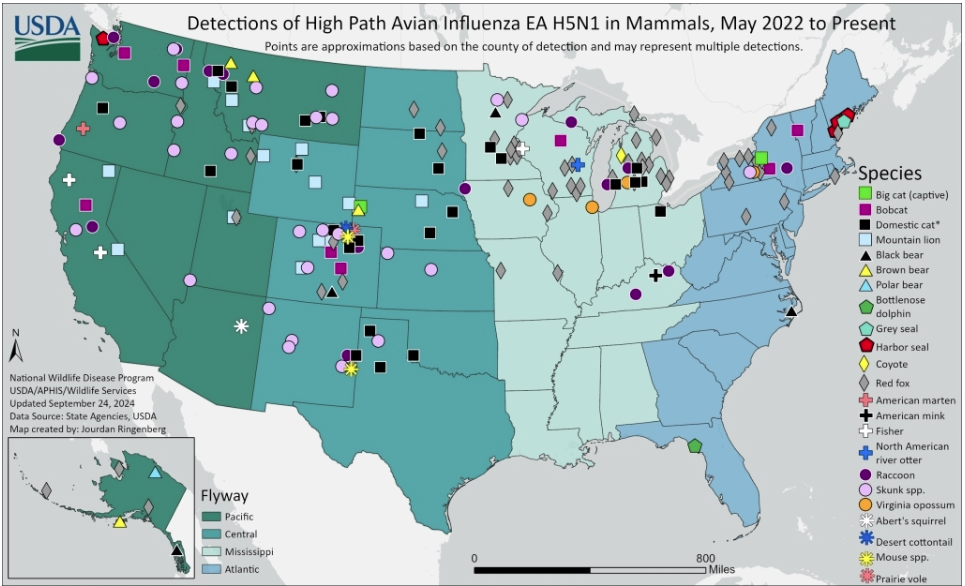 USDA
Detections of High Path Avian Influenza EA H5N1 in Mammals, May 2022 to Present
Points are approximations based on the county of detection and may represent multiple detections.
Species
Big cat (captive)
Bobcat
Domestic cat*
Mountain lion
Black bear
Brown bear
Polar bear
Bottlenose
dolphin
Grey seal
Harbor seal
Coyote
Red fox
American marten
American mink
Fisher
North American
river otter
Raccoon
Skunk spp.
Virginia opossum
Abert's squirrel
Desert cottontail
Mouse spp.
Prairie vole
N
National Wildlife Disease Program
USDA/APHIS/Wildlife Services
Updated September 24, 2024
Data Source: State Agencies, USDA
Map created by: Jourdan Ringenberg
Flyway
Pacific
Central
Mississippi
Atlantic
0 800
Miles